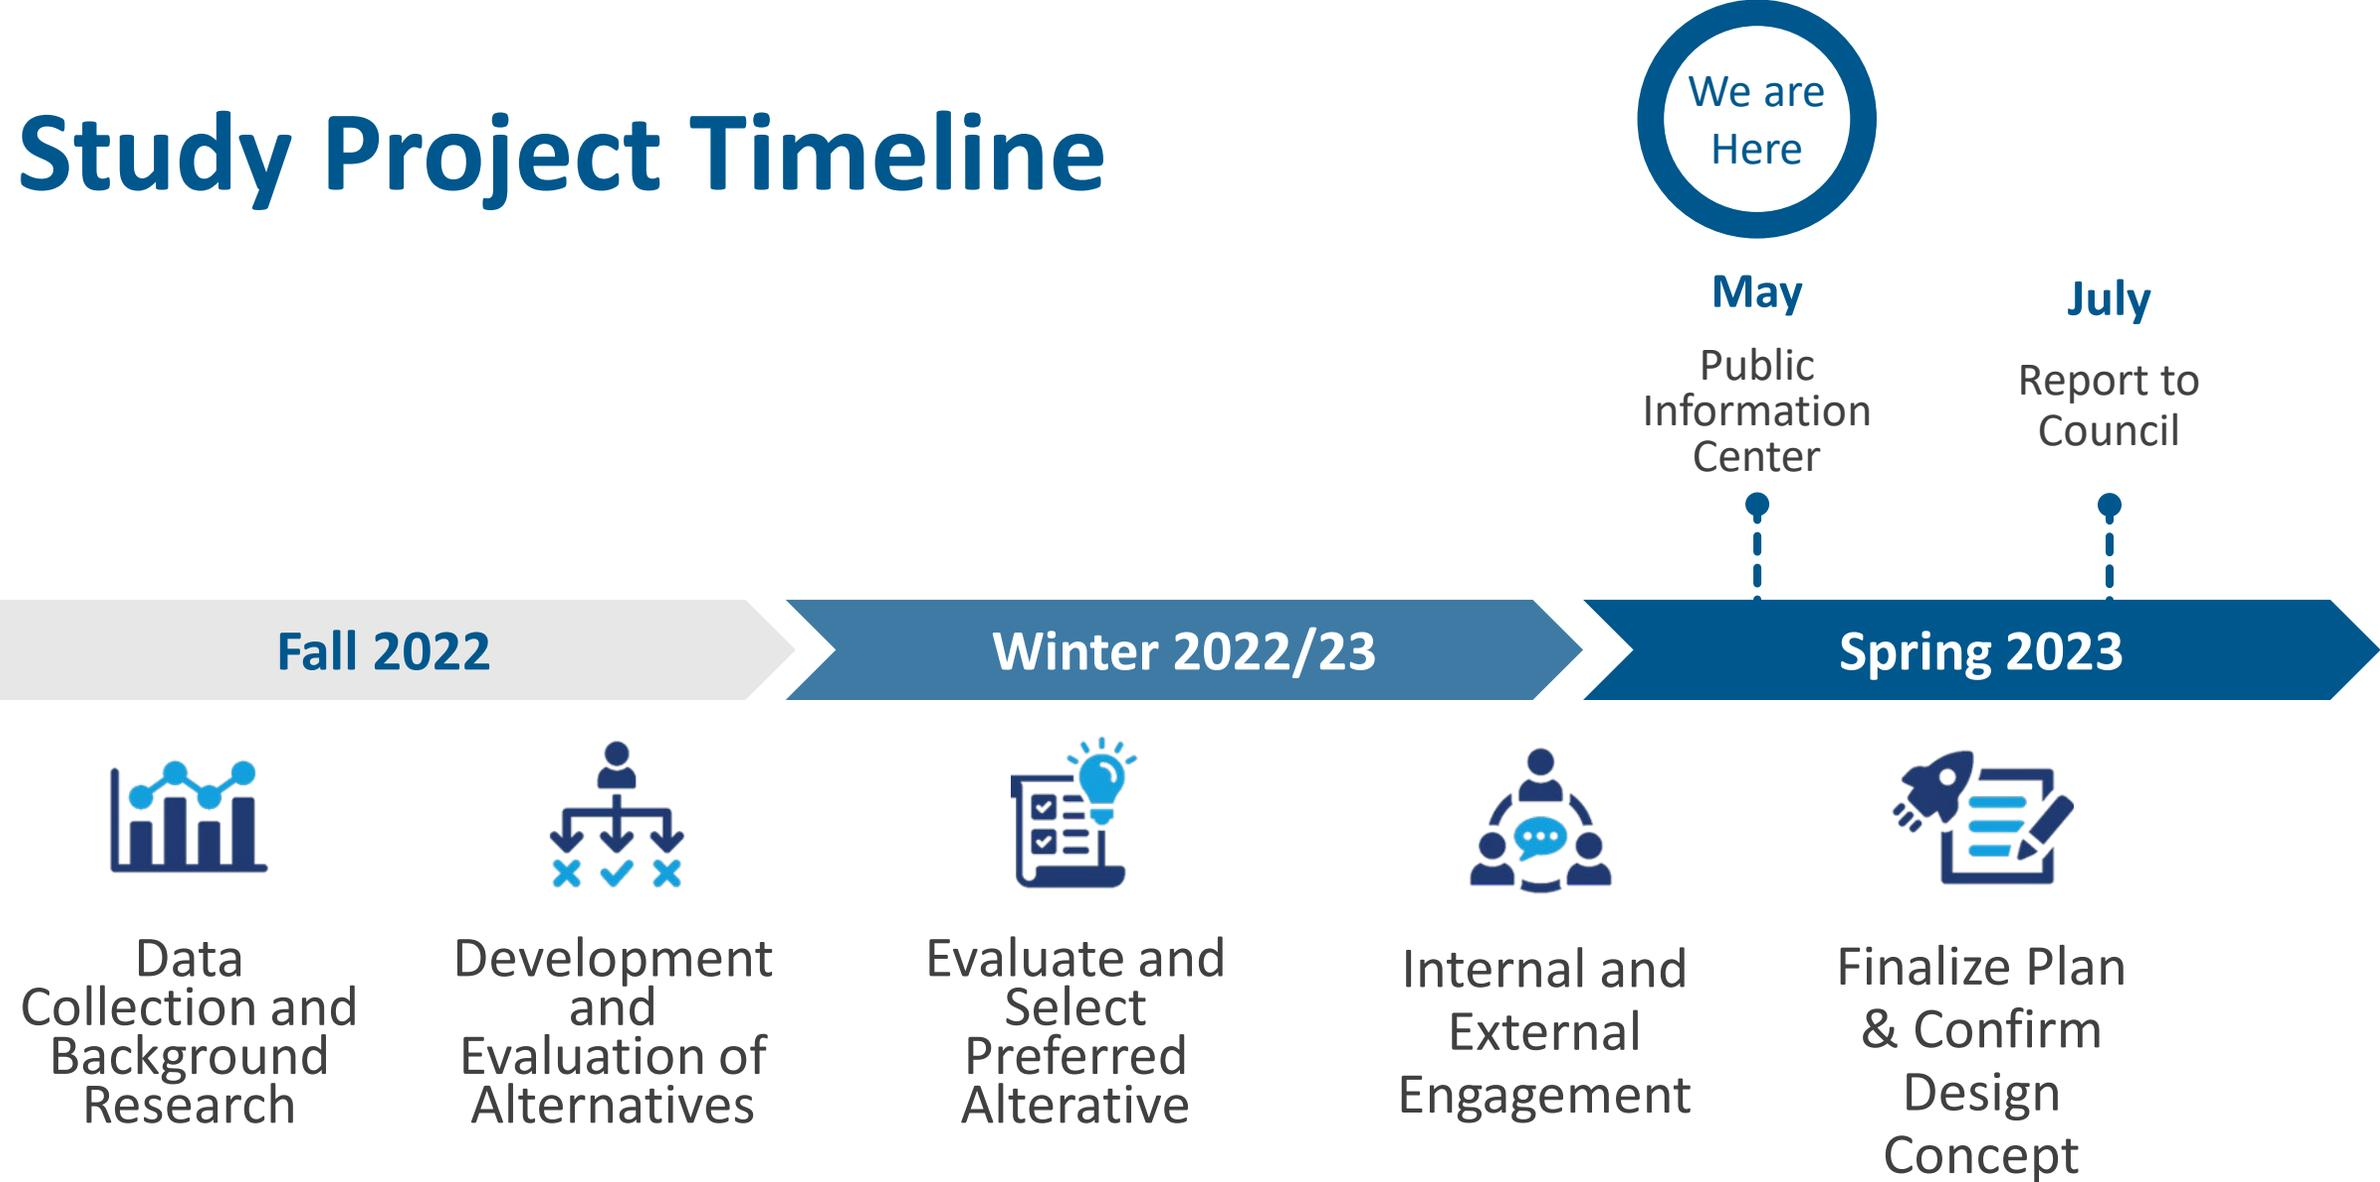 Study Project Timeline
We are
Here
May
Public
Information
Center
July
Report to
Council
Fall 2022
Winter 2022/23
Spring 2023
Data
Collection and
Background
Research
Development
and
Evaluation of
Alternatives
Evaluate and
Select
Preferred
Alterative
Internal and
External
Engagement
Finalize Plan
& Confirm
Design
Concept